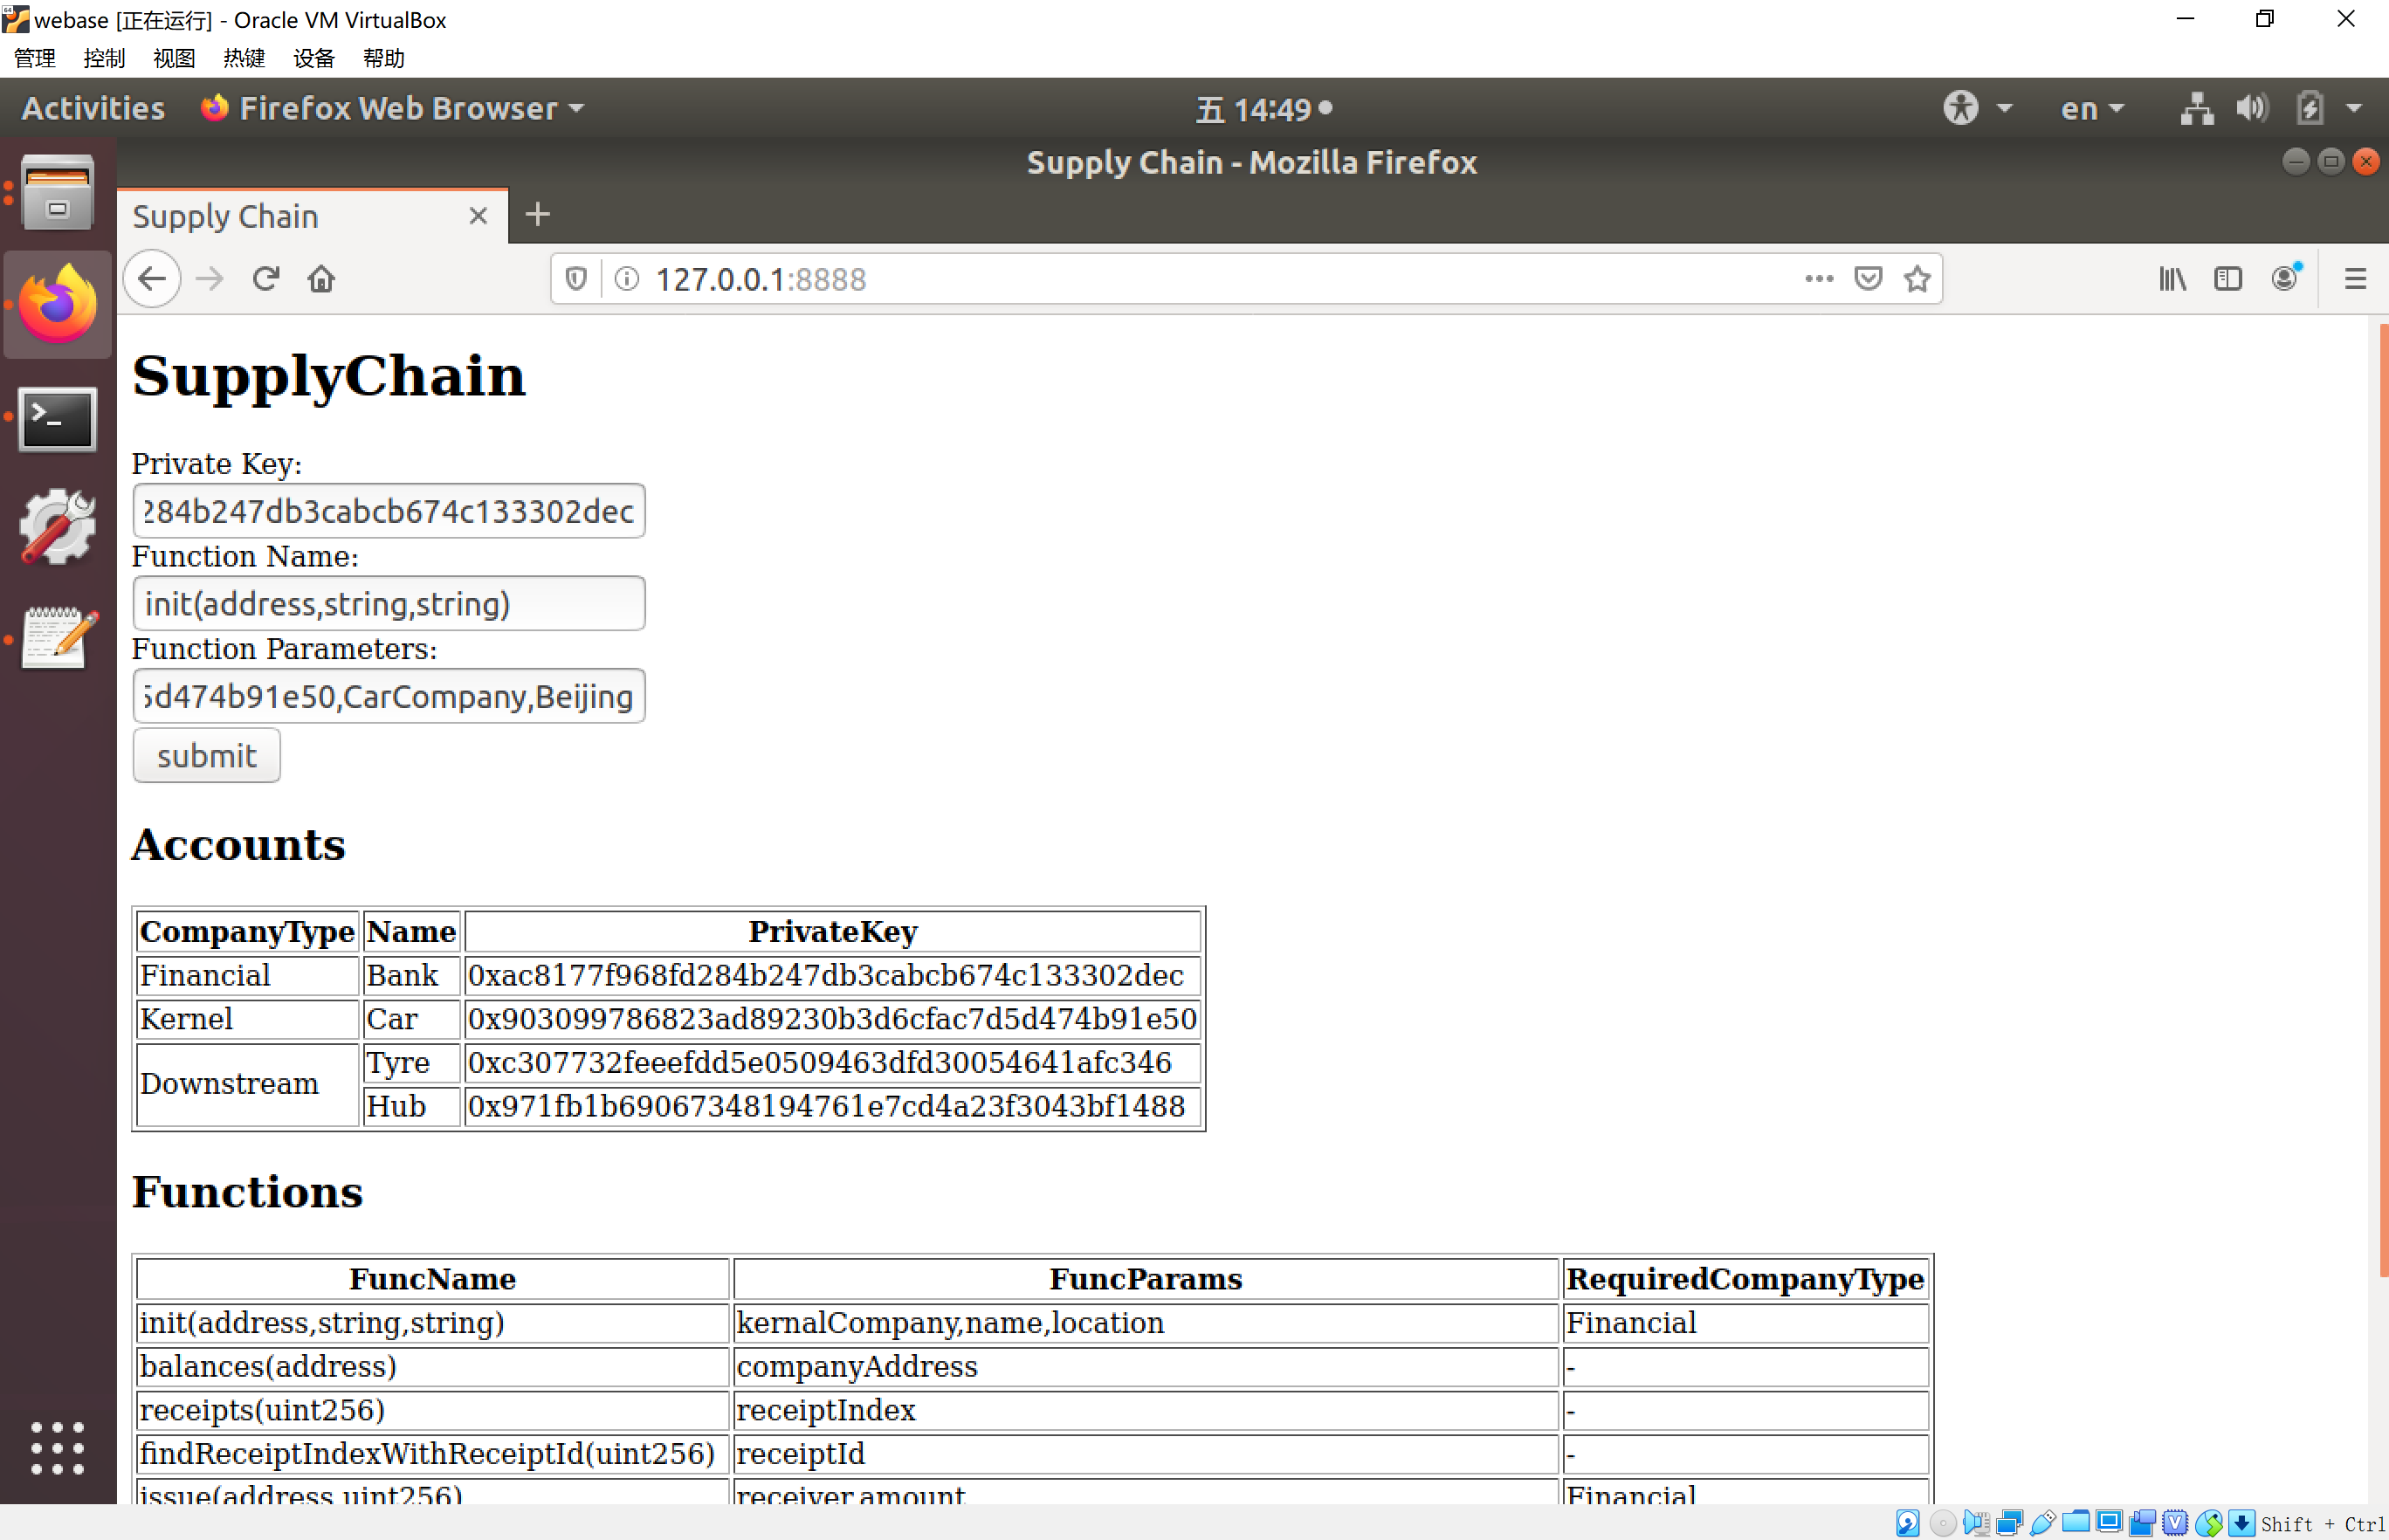 webase [正在运行] - Oracle VM VirtualBox
管理 控制 视图 热键 设备 帮助
Activities Firefox Web Browser 五 14:49 en
Supply Chain - Mozilla Firefox
Supply Chain
127.0.0.1:8888
SupplyChain
Private Key:
284b247db3cabcb674c133302dec
Function Name:
init(address,string,string)
Function Parameters:
5d474b91e50,CarCompany,Beijing
submit
Accounts
CompanyType Name PrivateKey
Financial Bank 0xac8177f968fd284b247db3cabcb674c133302dec
Kernel Car 0x903099786823ad89230b3d6cfac7d5d474b91e50
Downstream Tyre 0xc307732feeefdd5e0509463dfd30054641afc346
Hub 0x971fb1b69067348194761e7cd4a23f3043bf1488
Functions
FuncName FuncParams RequiredCompanyType
init(address,string,string) kernalCompany,name,location Financial
balances(address) companyAddress -
receipts(uint256) receiptIndex -
findReceiptIndexWithReceiptId(uint256) receiptId -
issue(address,uint256) receiver,amount Financial
Shift + Ctrl